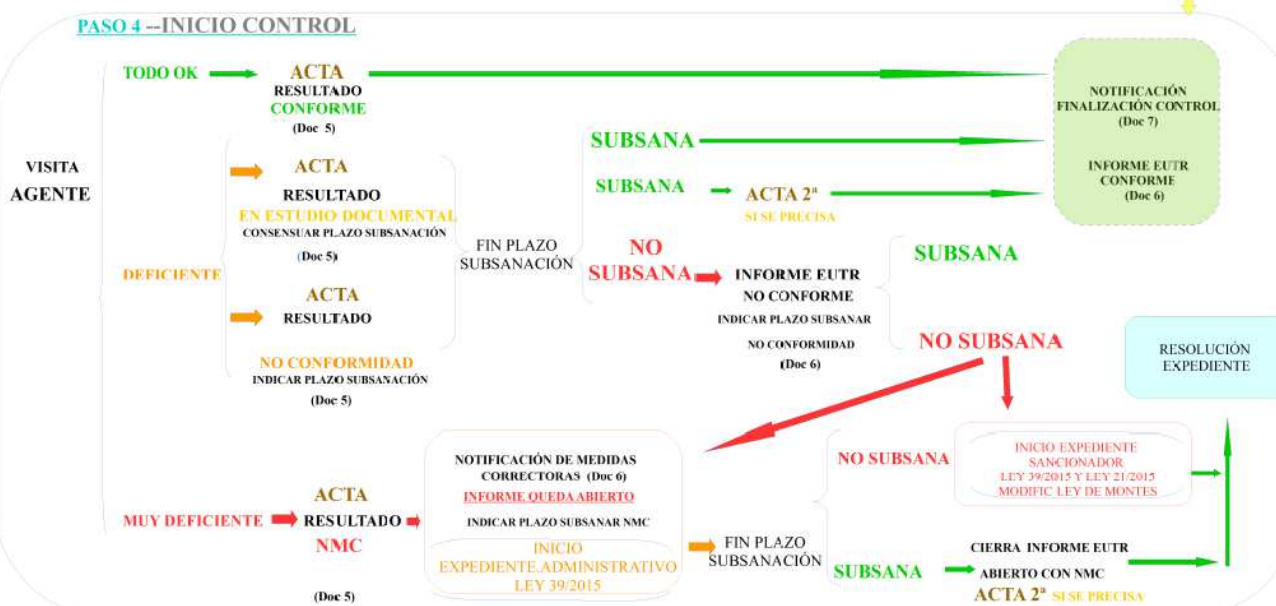 PASO 4 --INICIO CONTROL
VISITA
AGENTE
TODO OK
ACTA
RESULTADO
CONFORME
(Doc 5)
DEFICIENTE
ACTA
RESULTADO
EN ESTUDIO DOCUMENTAL
CONSENSUAR PLAZO SUBSANACIÓN
(Doc 5)
ACTA
RESULTADO
NO CONFORMIDAD
INDICAR PLAZO SUBSANACIÓN
(Doc 5)
FIN PLAZO
SUBSANACIÓN
SUBSANA
SUBSANA
ACTA 2ª
SI SE PRECISA
NO
SUBSANA
INFORME EUTR
NO CONFORME
INDICAR PLAZO SUBSANAR
NO CONFORMIDAD
(Doc 6)
SUBSANA
NO SUBSANA
NOTIFICACIÓN
FINALIZACIÓN CONTROL
(Doc 7)
INFORME EUTR
CONFORME
(Doc 6)
RESOLUCIÓN
EXPEDIENTE
MUY DEFICIENTE
ACTA
RESULTADO
NMC
(Doc 5)
NOTIFICACIÓN DE MEDIDAS
CORRECTORAS (Doc 6)
INFORME QUEDA ABIERTO
INDICAR PLAZO SUBSANAR NMC
INICIO
EXPEDIENTE.ADMINISTRATIVO
LEY 39/2015
FIN PLAZO
SUBSANACIÓN
NO SUBSANA
INICIO EXPEDIENTE
SANCIONADOR
LEY 39/2015 Y LEY 21/2015
MODIFIC LEY DE MONTES
SUBSANA
CIERRA INFORME EUTR
ABIERTO CON NMC
ACTA 2ª SI SE PRECISA